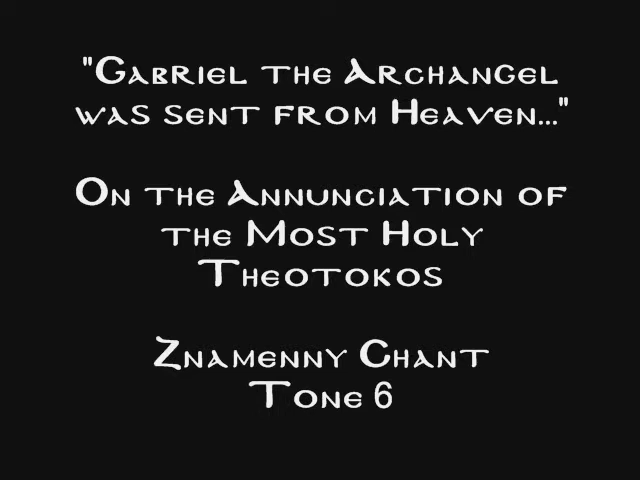 "Gabriel the Archangel
was sent from Heaven..."
On the Annunciation of
the Most Holy
Theotokos
Znamenny Chant
Tone 6